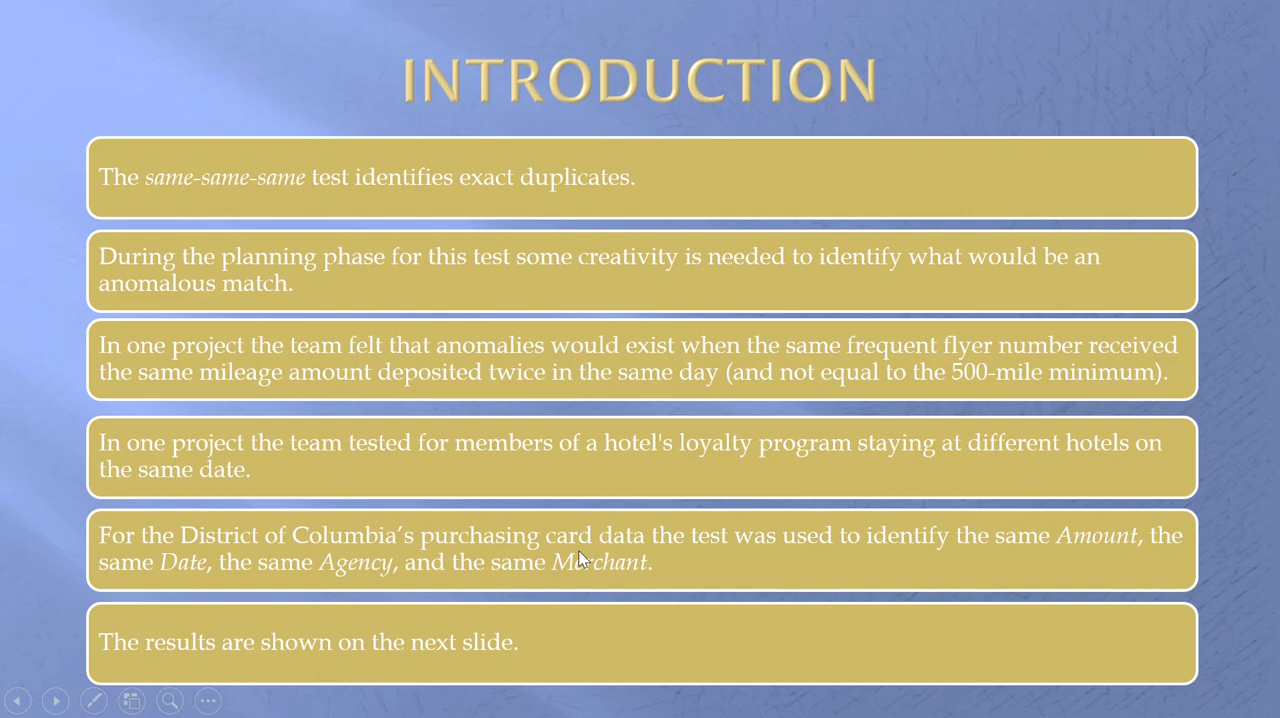 INTRODUCTION
The same-same-same test identifies exact duplicates.
During the planning phase for this test some creativity is needed to identify what would be an
anomalous match.
In one project the team felt that anomalies would exist when the same frequent flyer number received
the same mileage amount deposited twice in the same day (and not equal to the 500-mile minimum).
In one project the team tested for members of a hotel's loyalty program staying at different hotels on
the same date.
For the District of Columbia’s purchasing card data the test was used to identify the same Amount, the
same Date, the same Agency, and the same Merchant.
The results are shown on the next slide.